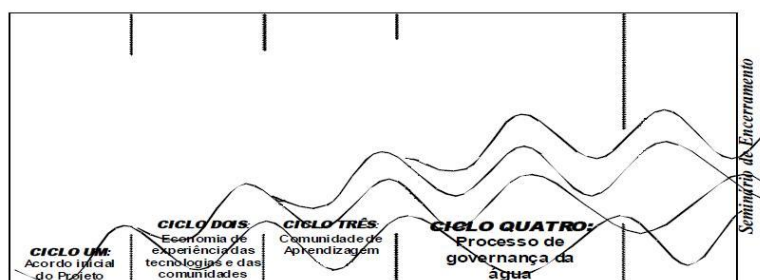 CICLO UM:
Acordo inicial
do Projeto
CICLO DOIS:
Economia de
experiências das
tecnologias e das
comunidades
CICLO TRÊS:
Comunidade de
Aprendizagem
CICLO QUATRO:
Processo de
governança da
água
Seminário de Encerramento